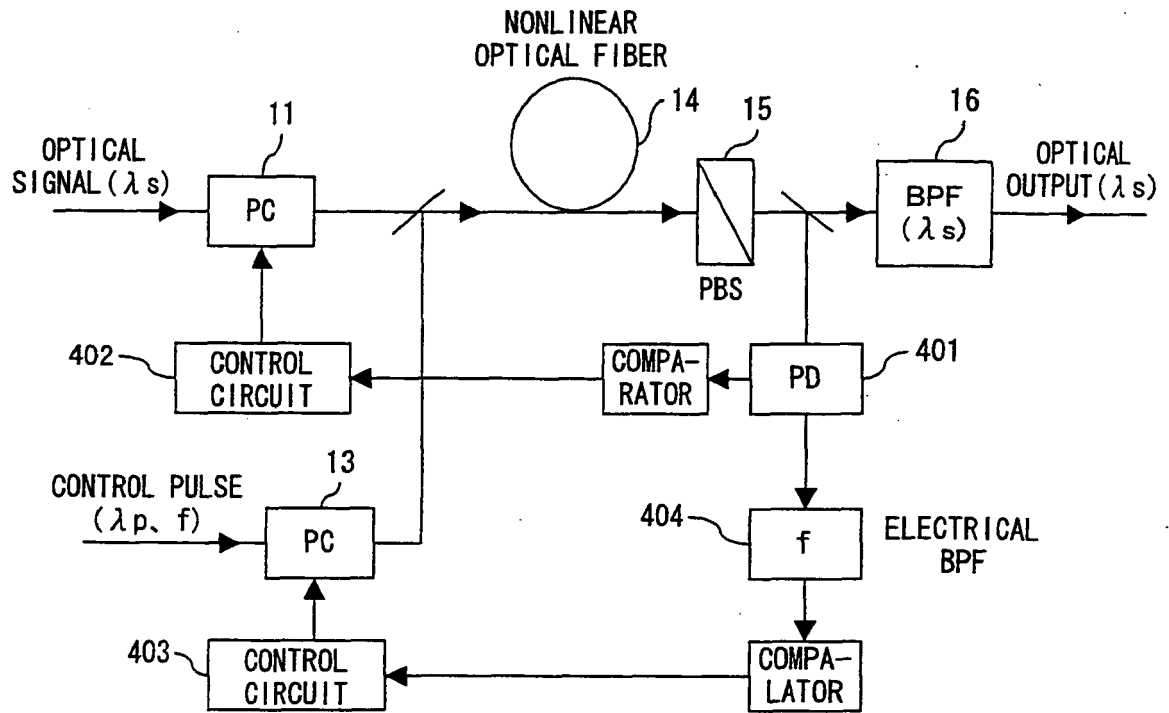 NONLINEAR
OPTICAL FIBER
14
11
15
16
OPTICAL
SIGNAL(λs)
PC
BPF
(λs)
OPTICAL
OUTPUT(λs)
PBS
402
CONTROL
CIRCUIT
COMPA-
RATOR
PD
401
13
CONTROL PULSE
(λp、f)
PC
404
f
ELECTRICAL
BPF
403
CONTROL
CIRCUIT
COMPA-
LATOR